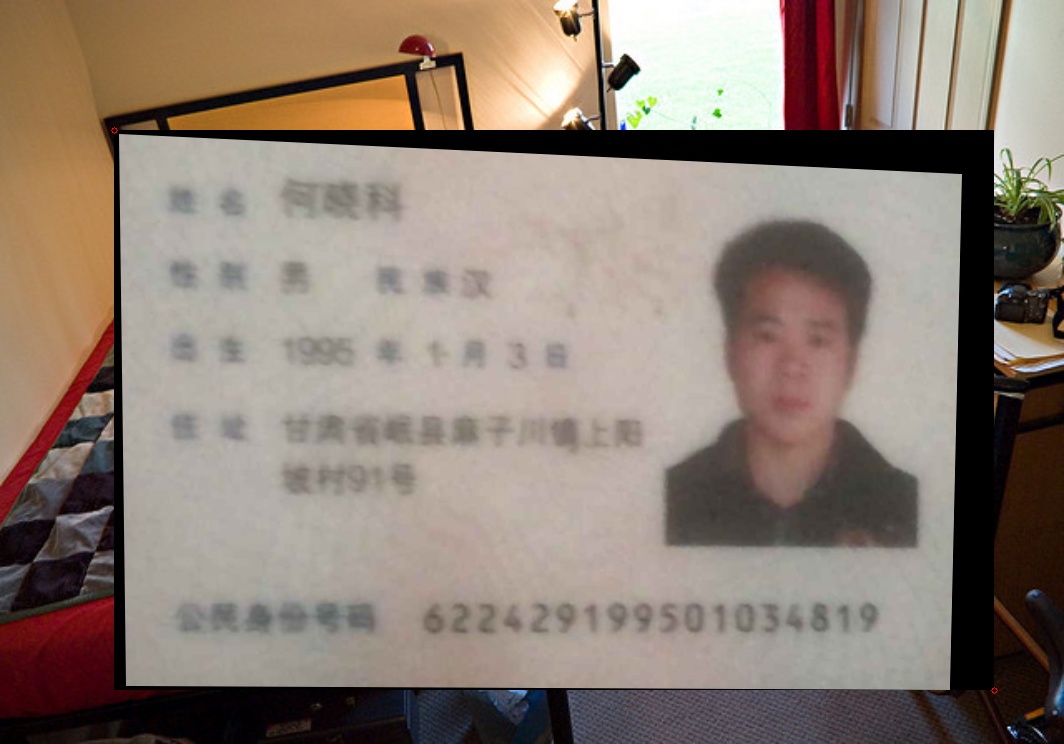 姓名 何晓科
性别 男 民族 汉
出生 1995 年 1 月 3 日
住址 甘肃省岷县麻子川镇上阳
坡村91号
公民身份号码 622429199501034819